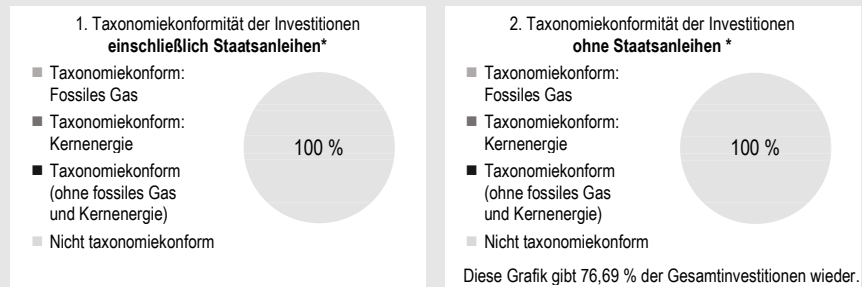 1. Taxonomiekonformität der Investitionen
einschließlich Staatsanleihen*
Taxonomiekonform:
Fossiles Gas
Taxonomiekonform:
Kernenergie
Taxonomiekonform
(ohne fossiles Gas
und Kernenergie)
Nicht taxonomiekonform
100 %
2. Taxonomiekonformität der Investitionen
ohne Staatsanleihen *
Taxonomiekonform:
Fossiles Gas
Taxonomiekonform:
Kernenergie
Taxonomiekonform
(ohne fossiles Gas
und Kernenergie)
Nicht taxonomiekonform
100 %
Diese Grafik gibt 76,69 % der Gesamtinvestitionen wieder.